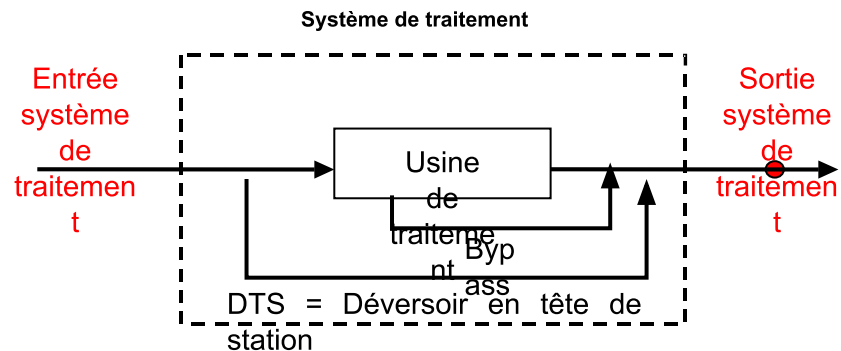 Système de traitement
Entrée
système
de
traitemen
t
Usine
de
traiteme
nt
Byp
ass
DTS = Déversoir en tête de
station
Sortie
système
de
traitemen
t